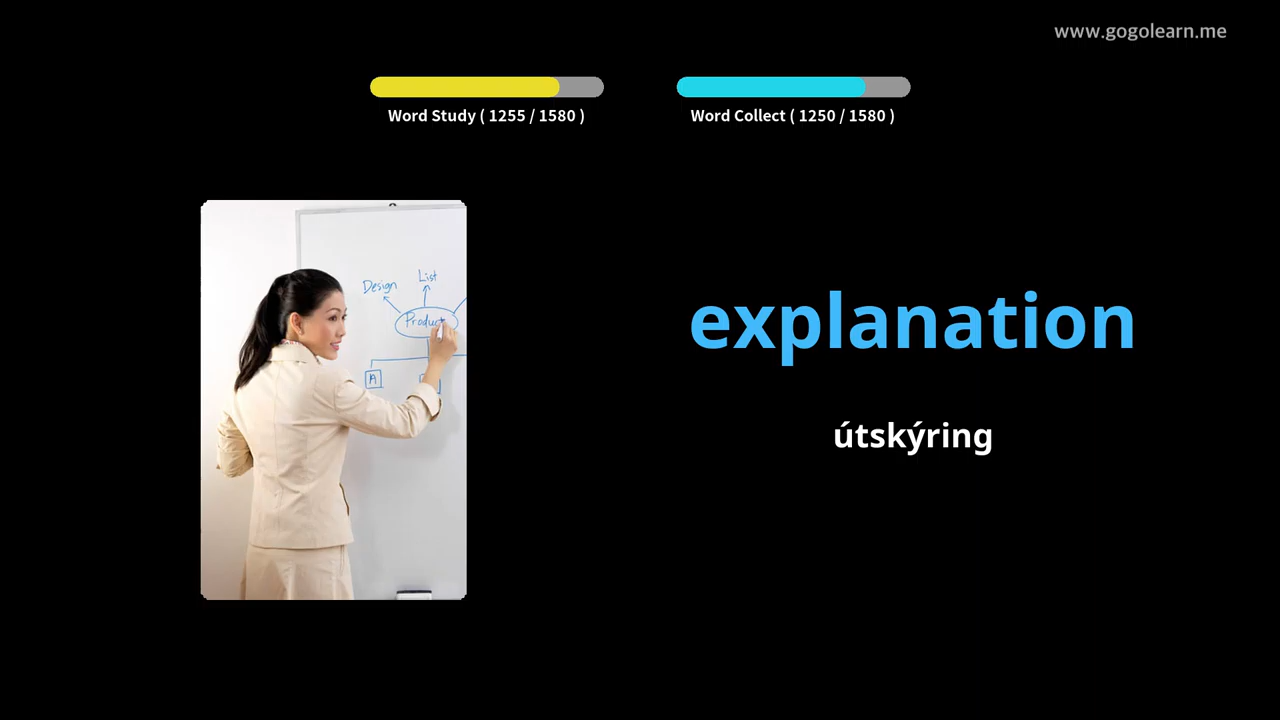 www.gogolearn.me
Word Study ( 1255 / 1580 )
Word Collect ( 1250 / 1580 )
Design
List
Product
A
explanation
útskýring